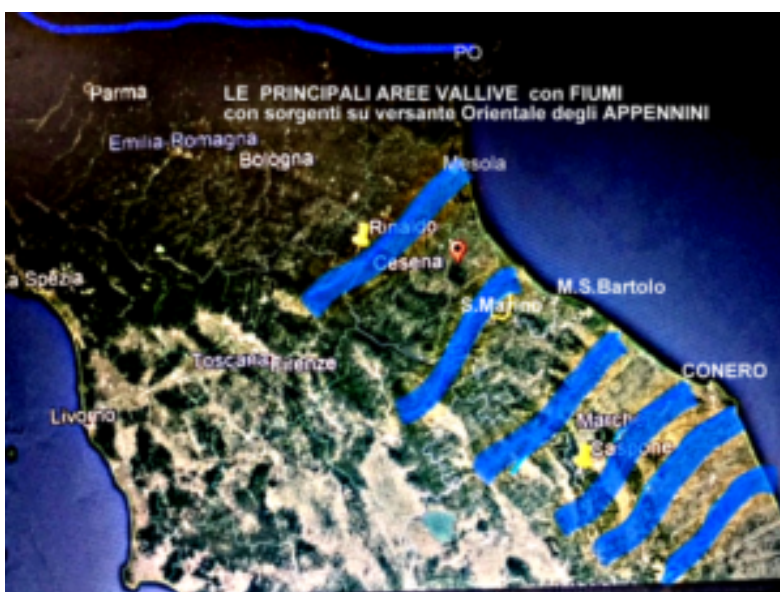 PO
Parma
LE PRINCIPALI AREE VALLIVE con FIUMI
con sorgenti su versante Orientale degli APPENNINI
Emilia-Romagna
Bologna
Mesola
Rinaldo
Cesena
a Spezia
M.S.Bartolo
S.Marino
Toscana
Firenze
CONERO
Livorno
March